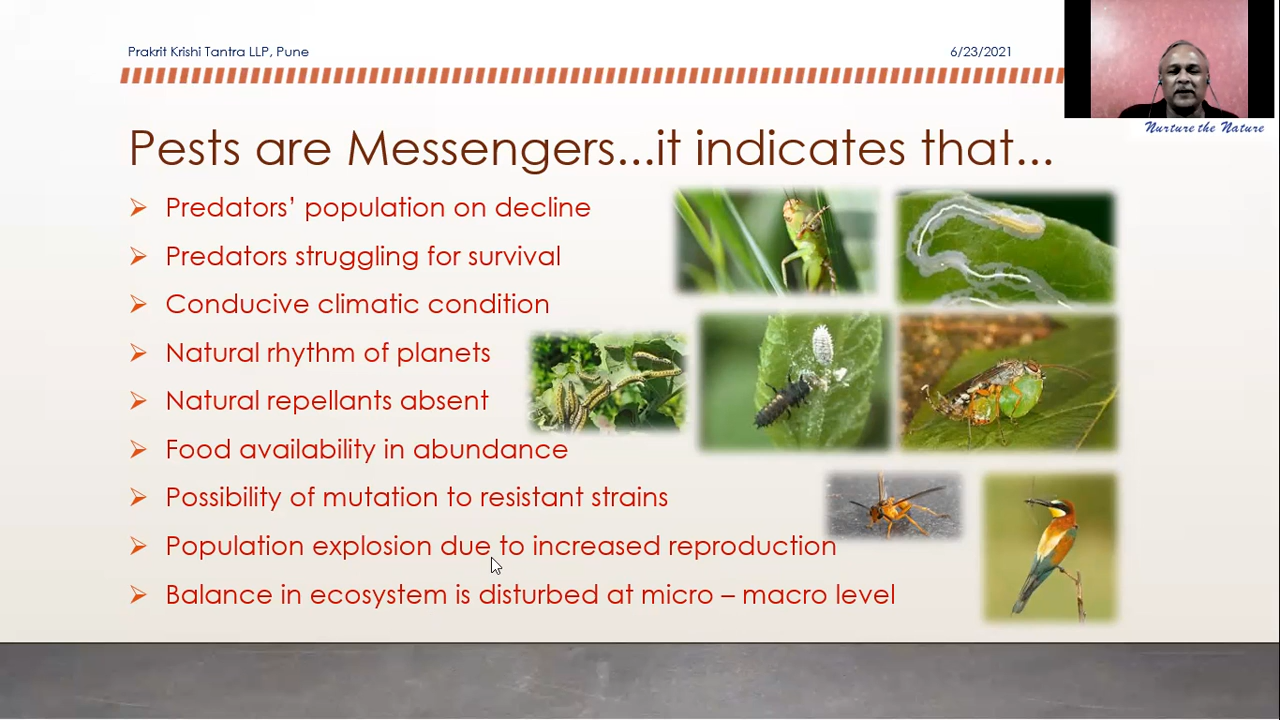 Prakrit Krishi Tantra LLP, Pune
6/23/2021
Nurture the Nature
Pests are Messengers...it indicates that...
Predators’ population on decline
Predators struggling for survival
Conducive climatic condition
Natural rhythm of planets
Natural repellants absent
Food availability in abundance
Possibility of mutation to resistant strains
Population explosion due to increased reproduction
Balance in ecosystem is disturbed at micro – macro level